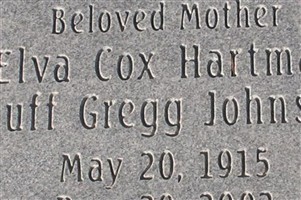 Beloved Mother
Elva Cox Hartm
uff Gregg Johns
May 20, 1915